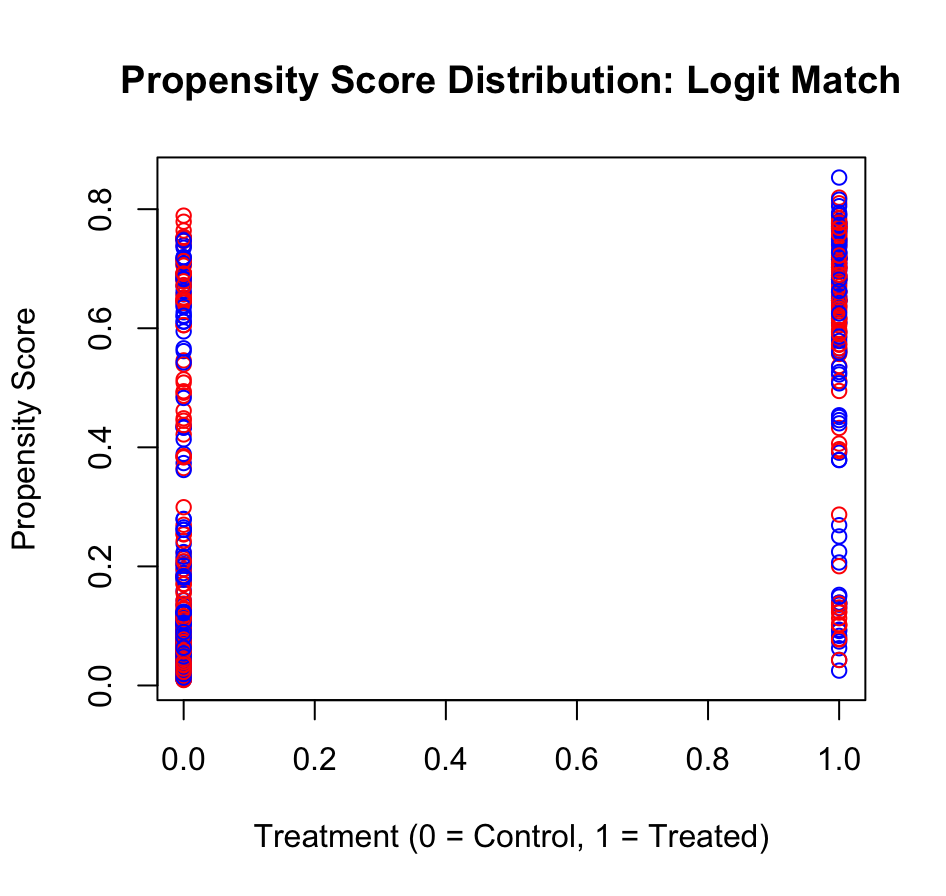 Propensity Score Distribution: Logit Match
Propensity Score
0.8
0.6
0.4
0.2
0.0
0.0 0.2 0.4 0.6 0.8 1.0
Treatment (0 = Control, 1 = Treated)